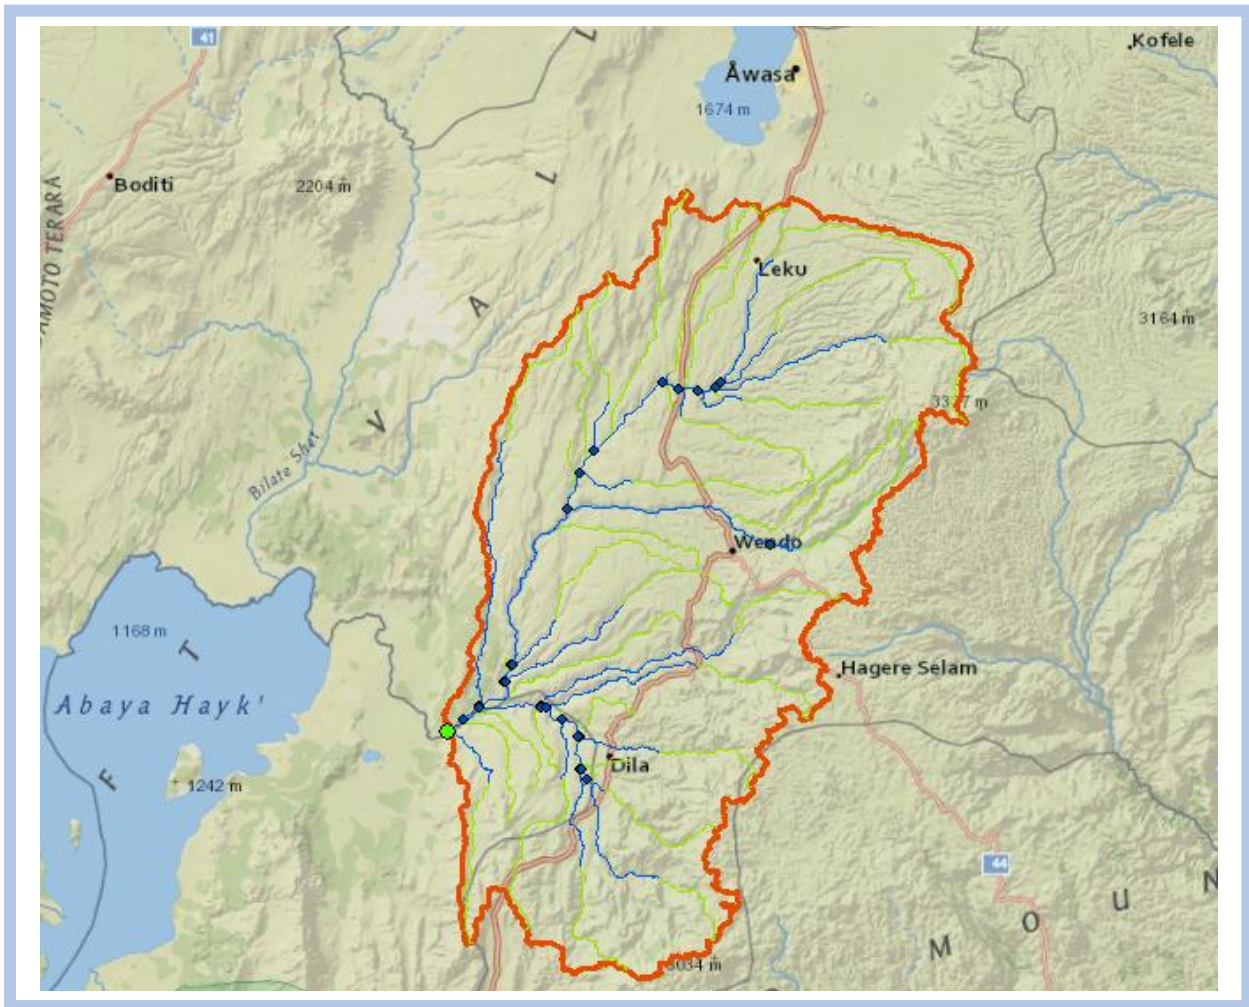 41
Kofele
Åwasa
1674 m
Boditi
2204 m
L
L
A
V
AMOTO TERARA
Leku
3164 m
Bilate Shet
Wendo
1168 m
T
F
Abaya Hayk'
Hagere Selam
1242 m
Dila
44
M O U N
3034 m